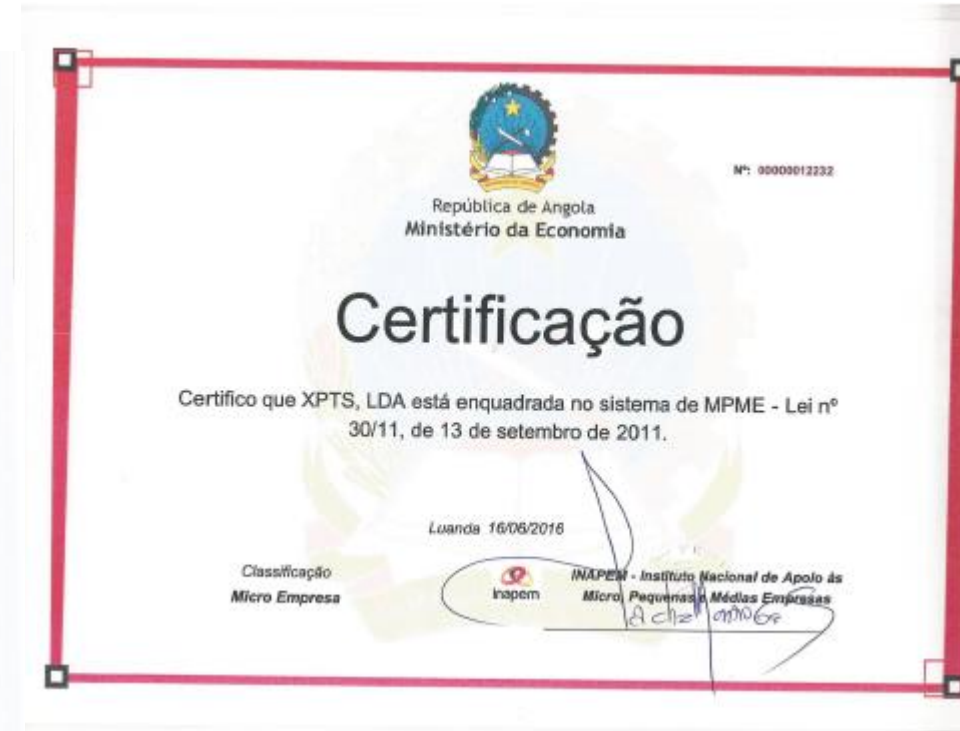 Nº: 00000012232
República de Angola
Ministério da Economia
Certificação
Certifico que XPTS, LDA está enquadrada no sistema de MPME - Lei nº
30/11, de 13 de setembro de 2011.
Luanda 16/06/2016
Classificação
Micro Empresa
inapem
INAPEM - Instituto Nacional de Apoio às
Micro, Pequenas e Médias Empresas